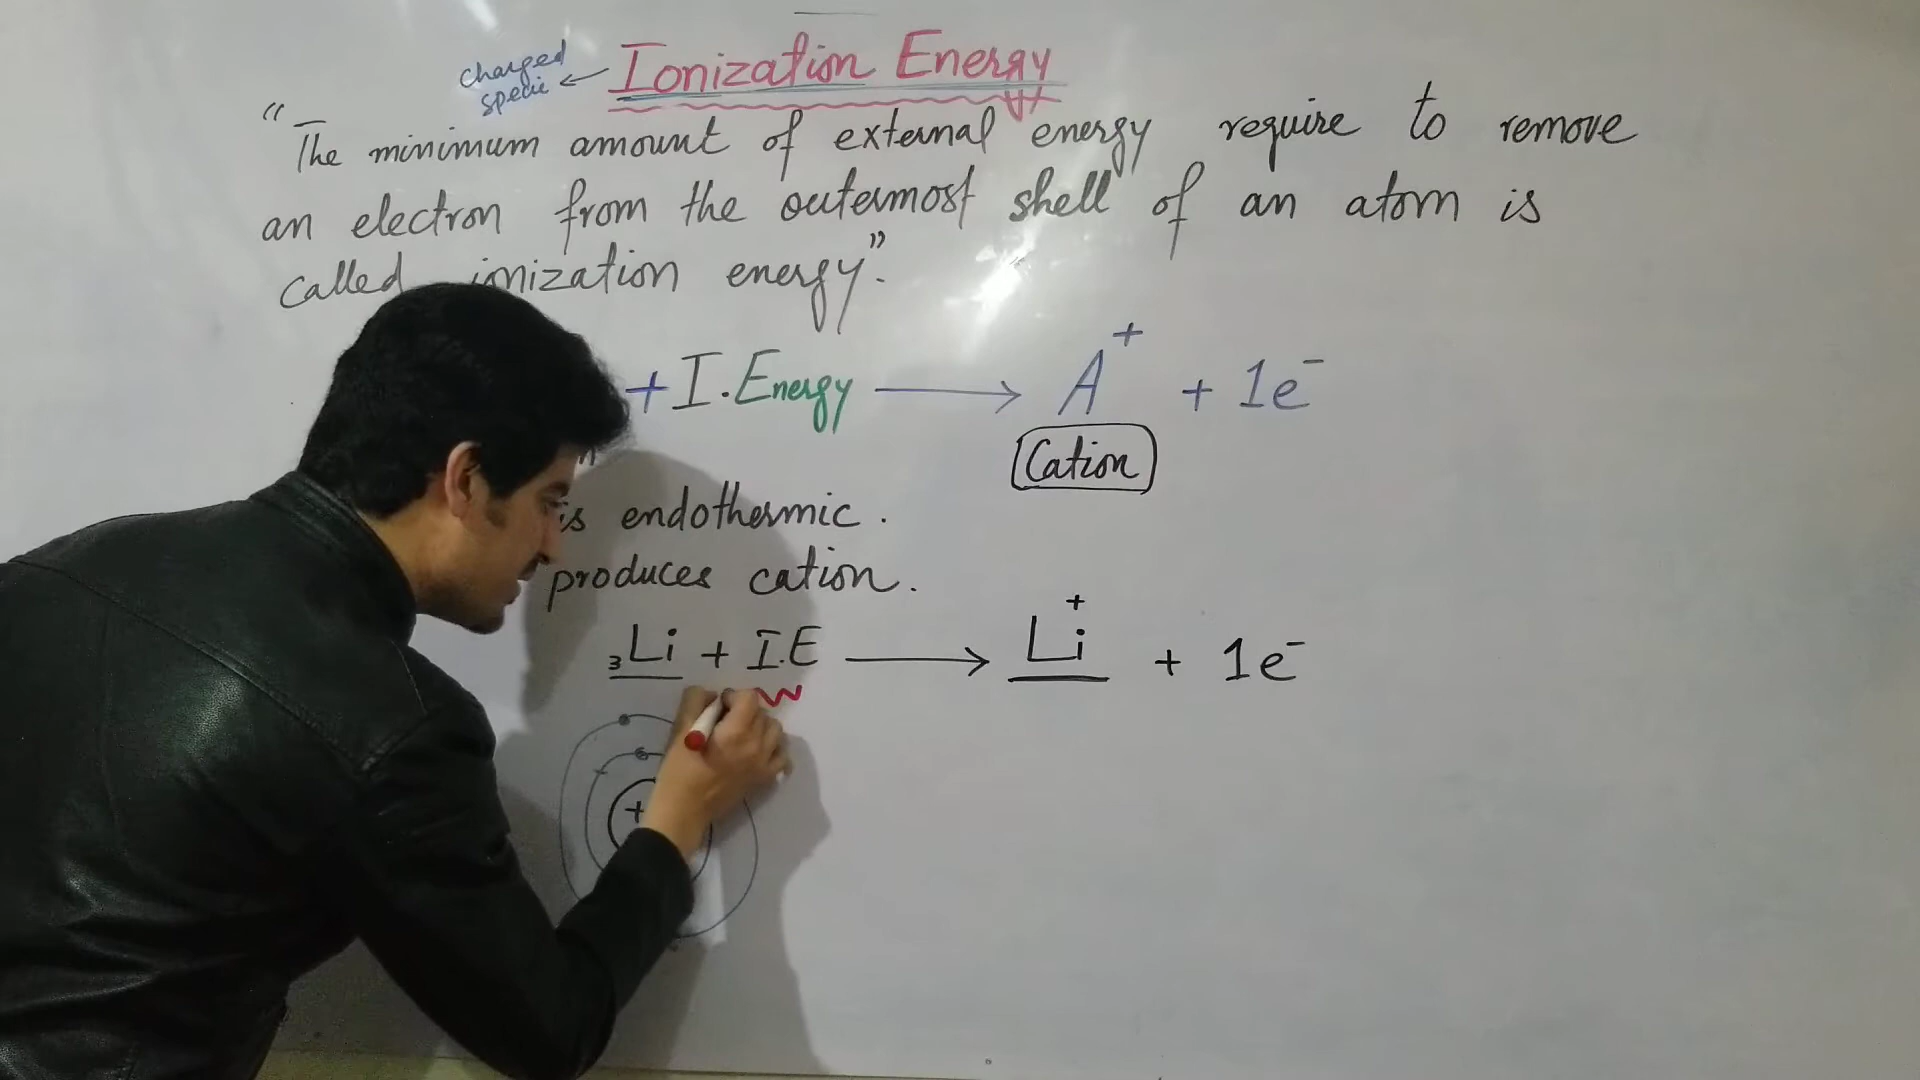 Ionization Energy
charged
specie ←
“The minimum amount of external energy require to remove
an electron from the outermost shell of an atom is
called ionization energy”.
+ I.Energy → A⁺ + 1e⁻
Cation
is endothermic.
produces cation.
₃Li + I.E → Li⁺ + 1e⁻
+